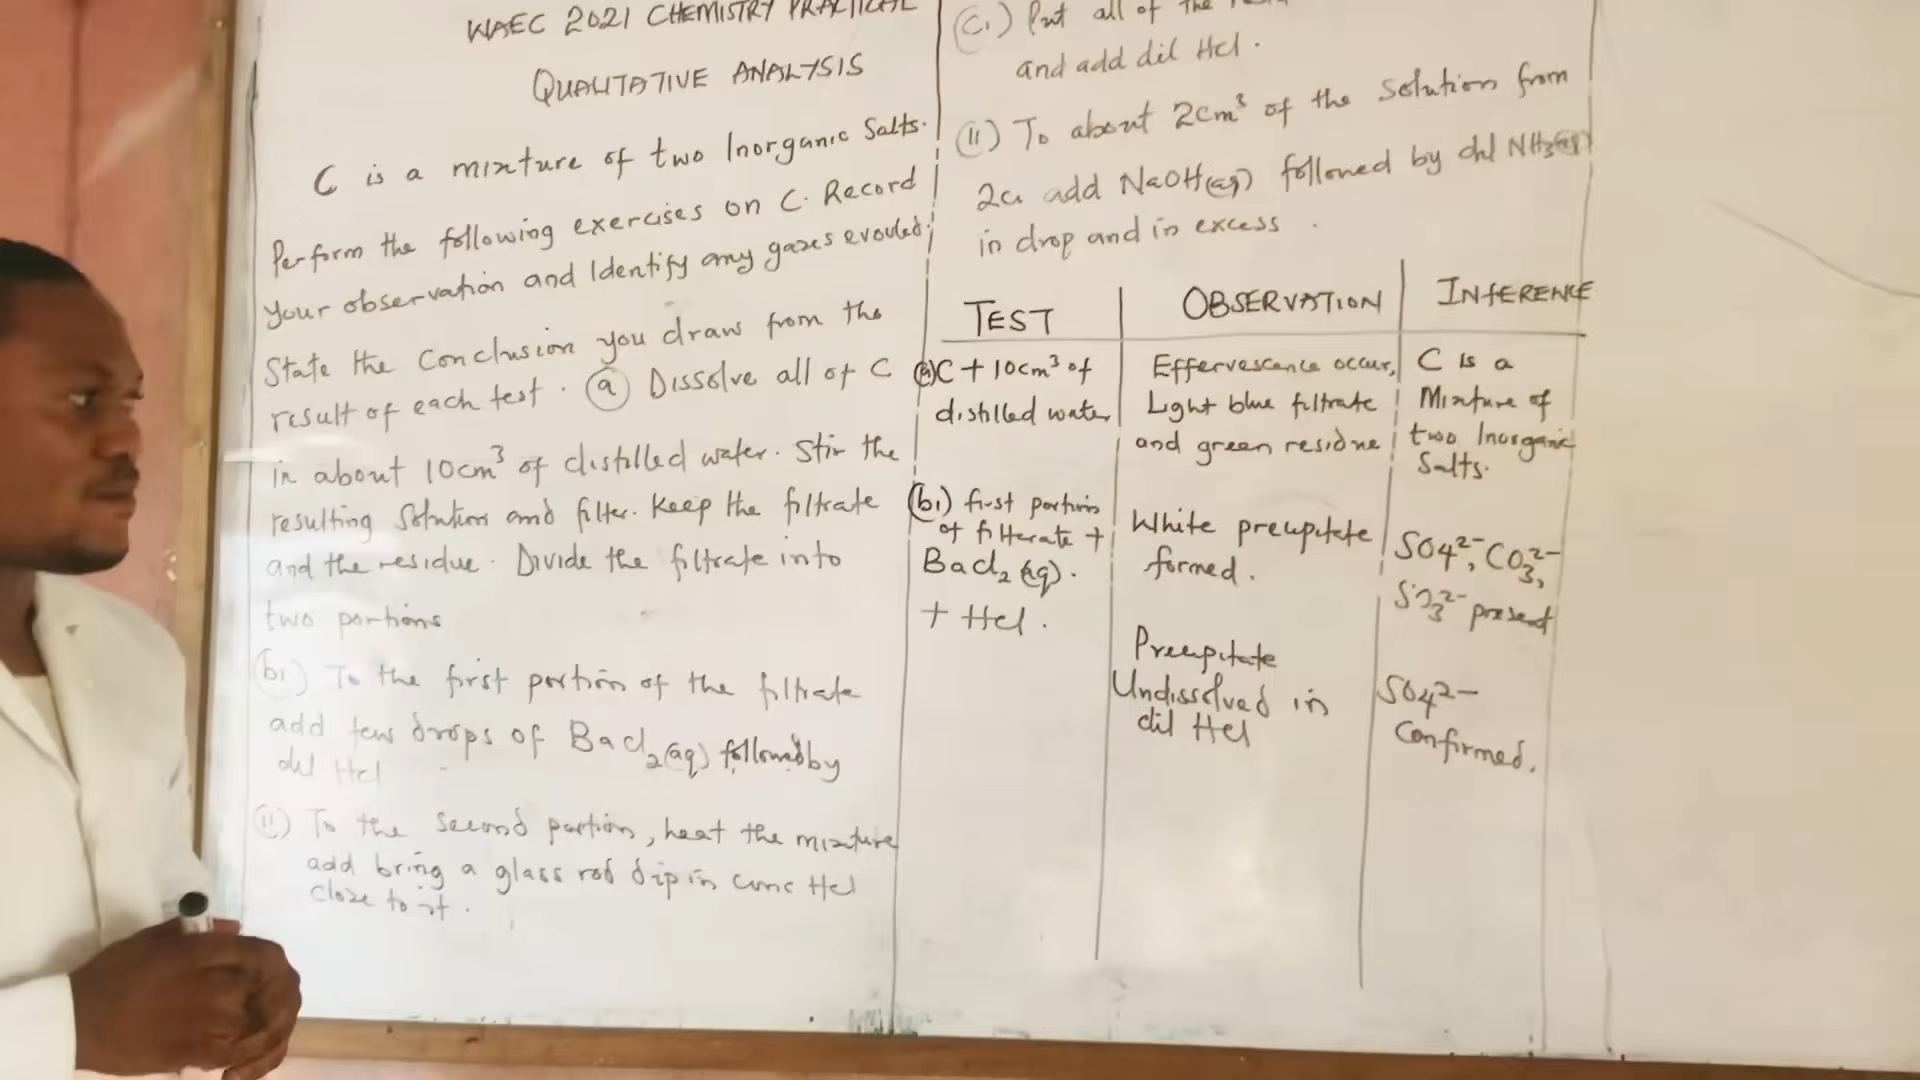 WAEC 2021 CHEMISTRY PRACTICAL
QUALITATIVE ANALYSIS
C is a mixture of two Inorganic Salts.
Perform the following exercises on C. Record
your observation and Identify any gases evouled.
State the Conclusion you draw from the
result of each test. (a) Dissolve all of C
in about 10cm³ of distilled water. Stir the
resulting Solution and filter. Keep the filtrate
and the residue. Divide the filtrate into
two portions
(bi) To the first portion of the filtrate
add few drops of BaCl₂(aq) followed by
dil Hcl
(ii) To the second portion, heat the mixture
add bring a glass rod dip in conc Hcl
close to it.
(Ci) Put all of the
and add dil Hcl.
(ii) To about 2cm³ of the Solution from
add NaOH(aq) followed by dil NH₃(aq)
in drop and in excess.
TEST | OBSERVATION | INFERENCE
(a) C + 10cm³ of | Effervescence occur, | C is a
distilled water | Light blue filtrate | Mixture of
and green residue | two Inorganic
Salts.
(bi) first portion | White precipitate | SO₄²⁻, CO₃²⁻,
of filterate + | formed. | SO₃²⁻ present
BaCl₂(aq).
+ Hcl. | Precipitate
Undissolved in | SO₄²⁻
dil Hcl | Confirmed.